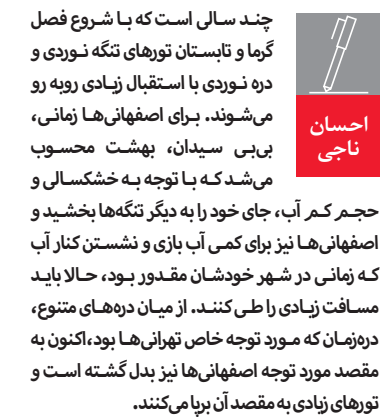 چند سالی است که با شروع فصل
گرما و تابستان تورهای تنگه نوردی و
دره نوردی با استقبال زیادی روبه رو
می‌شوند. برای اصفهانی‌ها زمانی،
بی‌بی سیدان، بهشت محسوب
می‌شد که با توجه به خشکسالی و
احسان
ناجی
حجم کم آب، جای خود را به دیگر تنگه‌ها بخشید و
اصفهانی‌ها نیز برای کمی آب بازی و نشستن کنار آب
که زمانی در شهر خودشان مقدور بود، حالا باید
مسافت زیادی را طی کنند. از میان دره‌های متنوع،
دره‌زمان که مورد توجه خاص تهرانی‌ها بود،اکنون به
مقصد مورد توجه اصفهانی‌ها نیز بدل گشته است و
تورهای زیادی به مقصد آن برپا می‌کنند.